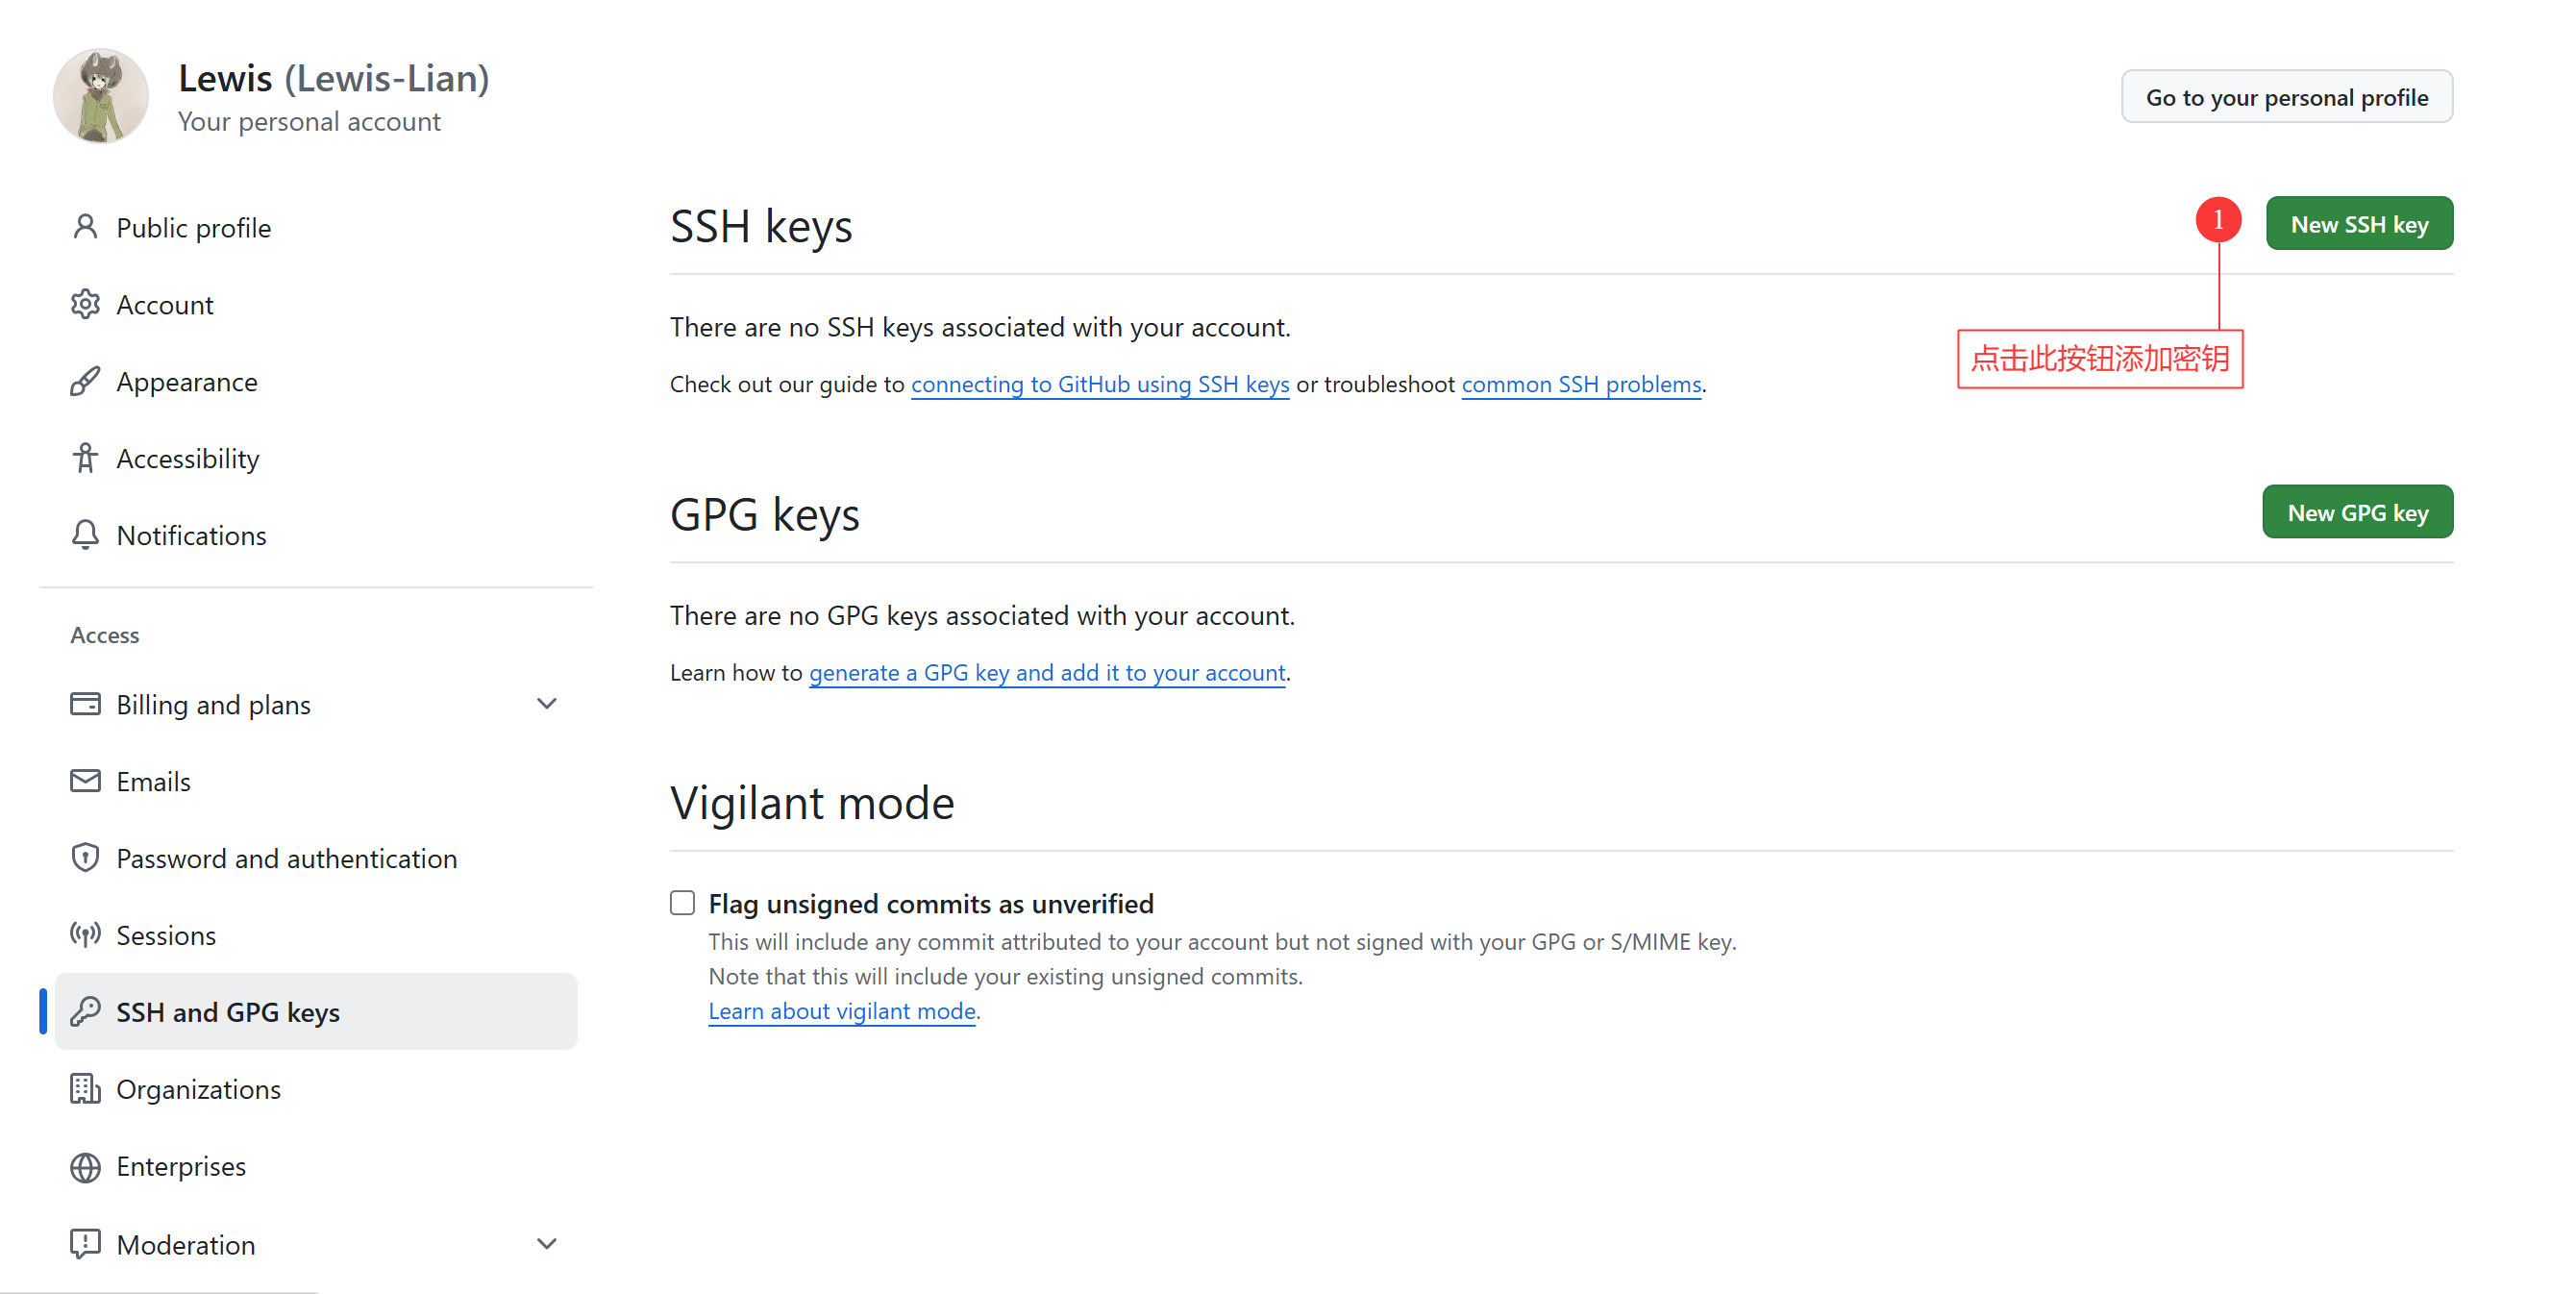 Lewis (Lewis-Lian)
Your personal account
Go to your personal profile
Public profile
Account
Appearance
Accessibility
Notifications
Access
Billing and plans
Emails
Password and authentication
Sessions
SSH and GPG keys
Organizations
Enterprises
Moderation
SSH keys
1
New SSH key
There are no SSH keys associated with your account.
点击此按钮添加密钥
Check out our guide to connecting to GitHub using SSH keys or troubleshoot common SSH problems.
GPG keys
New GPG key
There are no GPG keys associated with your account.
Learn how to generate a GPG key and add it to your account.
Vigilant mode
Flag unsigned commits as unverified
This will include any commit attributed to your account but not signed with your GPG or S/MIME key.
Note that this will include your existing unsigned commits.
Learn about vigilant mode.